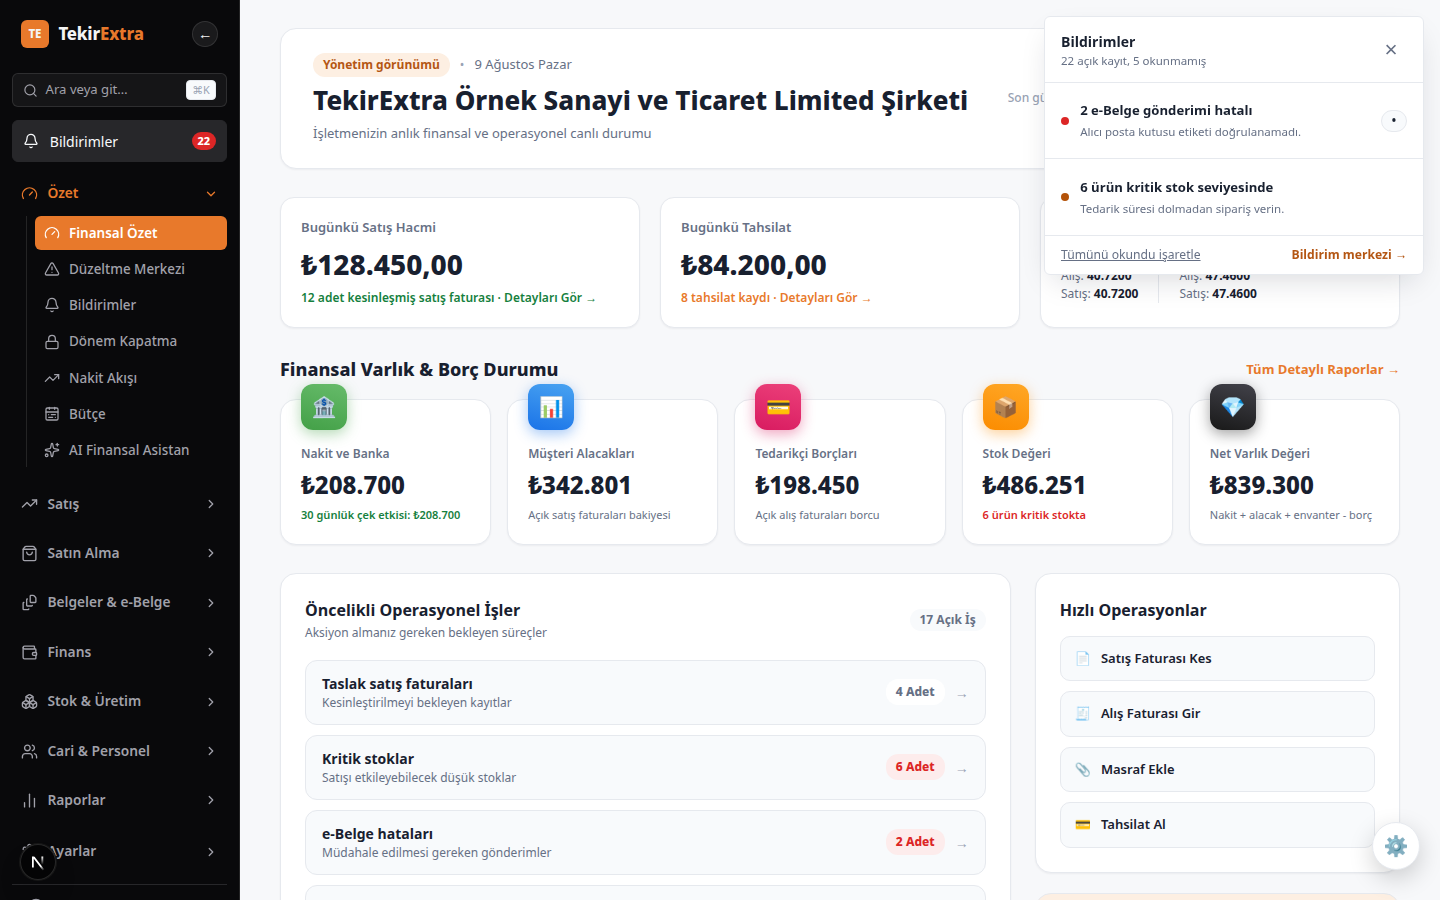 TE TekirExtra ←
Ara veya git... ⌘K
Bildirimler 22
Özet
Finansal Özet
Düzeltme Merkezi
Bildirimler
Dönem Kapatma
Nakit Akışı
Bütçe
AI Finansal Asistan
Satış
Satın Alma
Belgeler & e-Belge
Finans
Stok & Üretim
Cari & Personel
Raporlar
Ayarlar
N
Yönetim görünümü • 9 Ağustos Pazar
TekirExtra Örnek Sanayi ve Ticaret Limited Şirketi
İşletmenizin anlık finansal ve operasyonel canlı durumu
Son gü
Bildirimler
22 açık kayıt, 5 okunmamış
2 e-Belge gönderimi hatalı
Alıcı posta kutusu etiketi doğrulanamadı.
6 ürün kritik stok seviyesinde
Tedarik süresi dolmadan sipariş verin.
Tümünü okundu işaretle
Bildirim merkezi →
Bugünkü Satış Hacmi
₺128.450,00
12 adet kesinleşmiş satış faturası · Detayları Gör →
Bugünkü Tahsilat
₺84.200,00
8 tahsilat kaydı · Detayları Gör →
Alış: 40.7200 Alış: 47.4600
Satış: 40.7200 Satış: 47.4600
Finansal Varlık & Borç Durumu
Tüm Detaylı Raporlar →
Nakit ve Banka
₺208.700
30 günlük çek etkisi: ₺208.700
Müşteri Alacakları
₺342.801
Açık satış faturaları bakiyesi
Tedarikçi Borçları
₺198.450
Açık alış faturaları borcu
Stok Değeri
₺486.251
6 ürün kritik stokta
Net Varlık Değeri
₺839.300
Nakit + alacak + envanter - borç
Öncelikli Operasyonel İşler
Aksiyon almanız gereken bekleyen süreçler
17 Açık İş
Taslak satış faturaları
Kesinleştirilmeyi bekleyen kayıtlar
4 Adet →
Kritik stoklar
Satışı etkileyebilecek düşük stoklar
6 Adet →
e-Belge hataları
Müdahale edilmesi gereken gönderimler
2 Adet →
Hızlı Operasyonlar
Satış Faturası Kes
Alış Faturası Gir
Masraf Ekle
Tahsilat Al